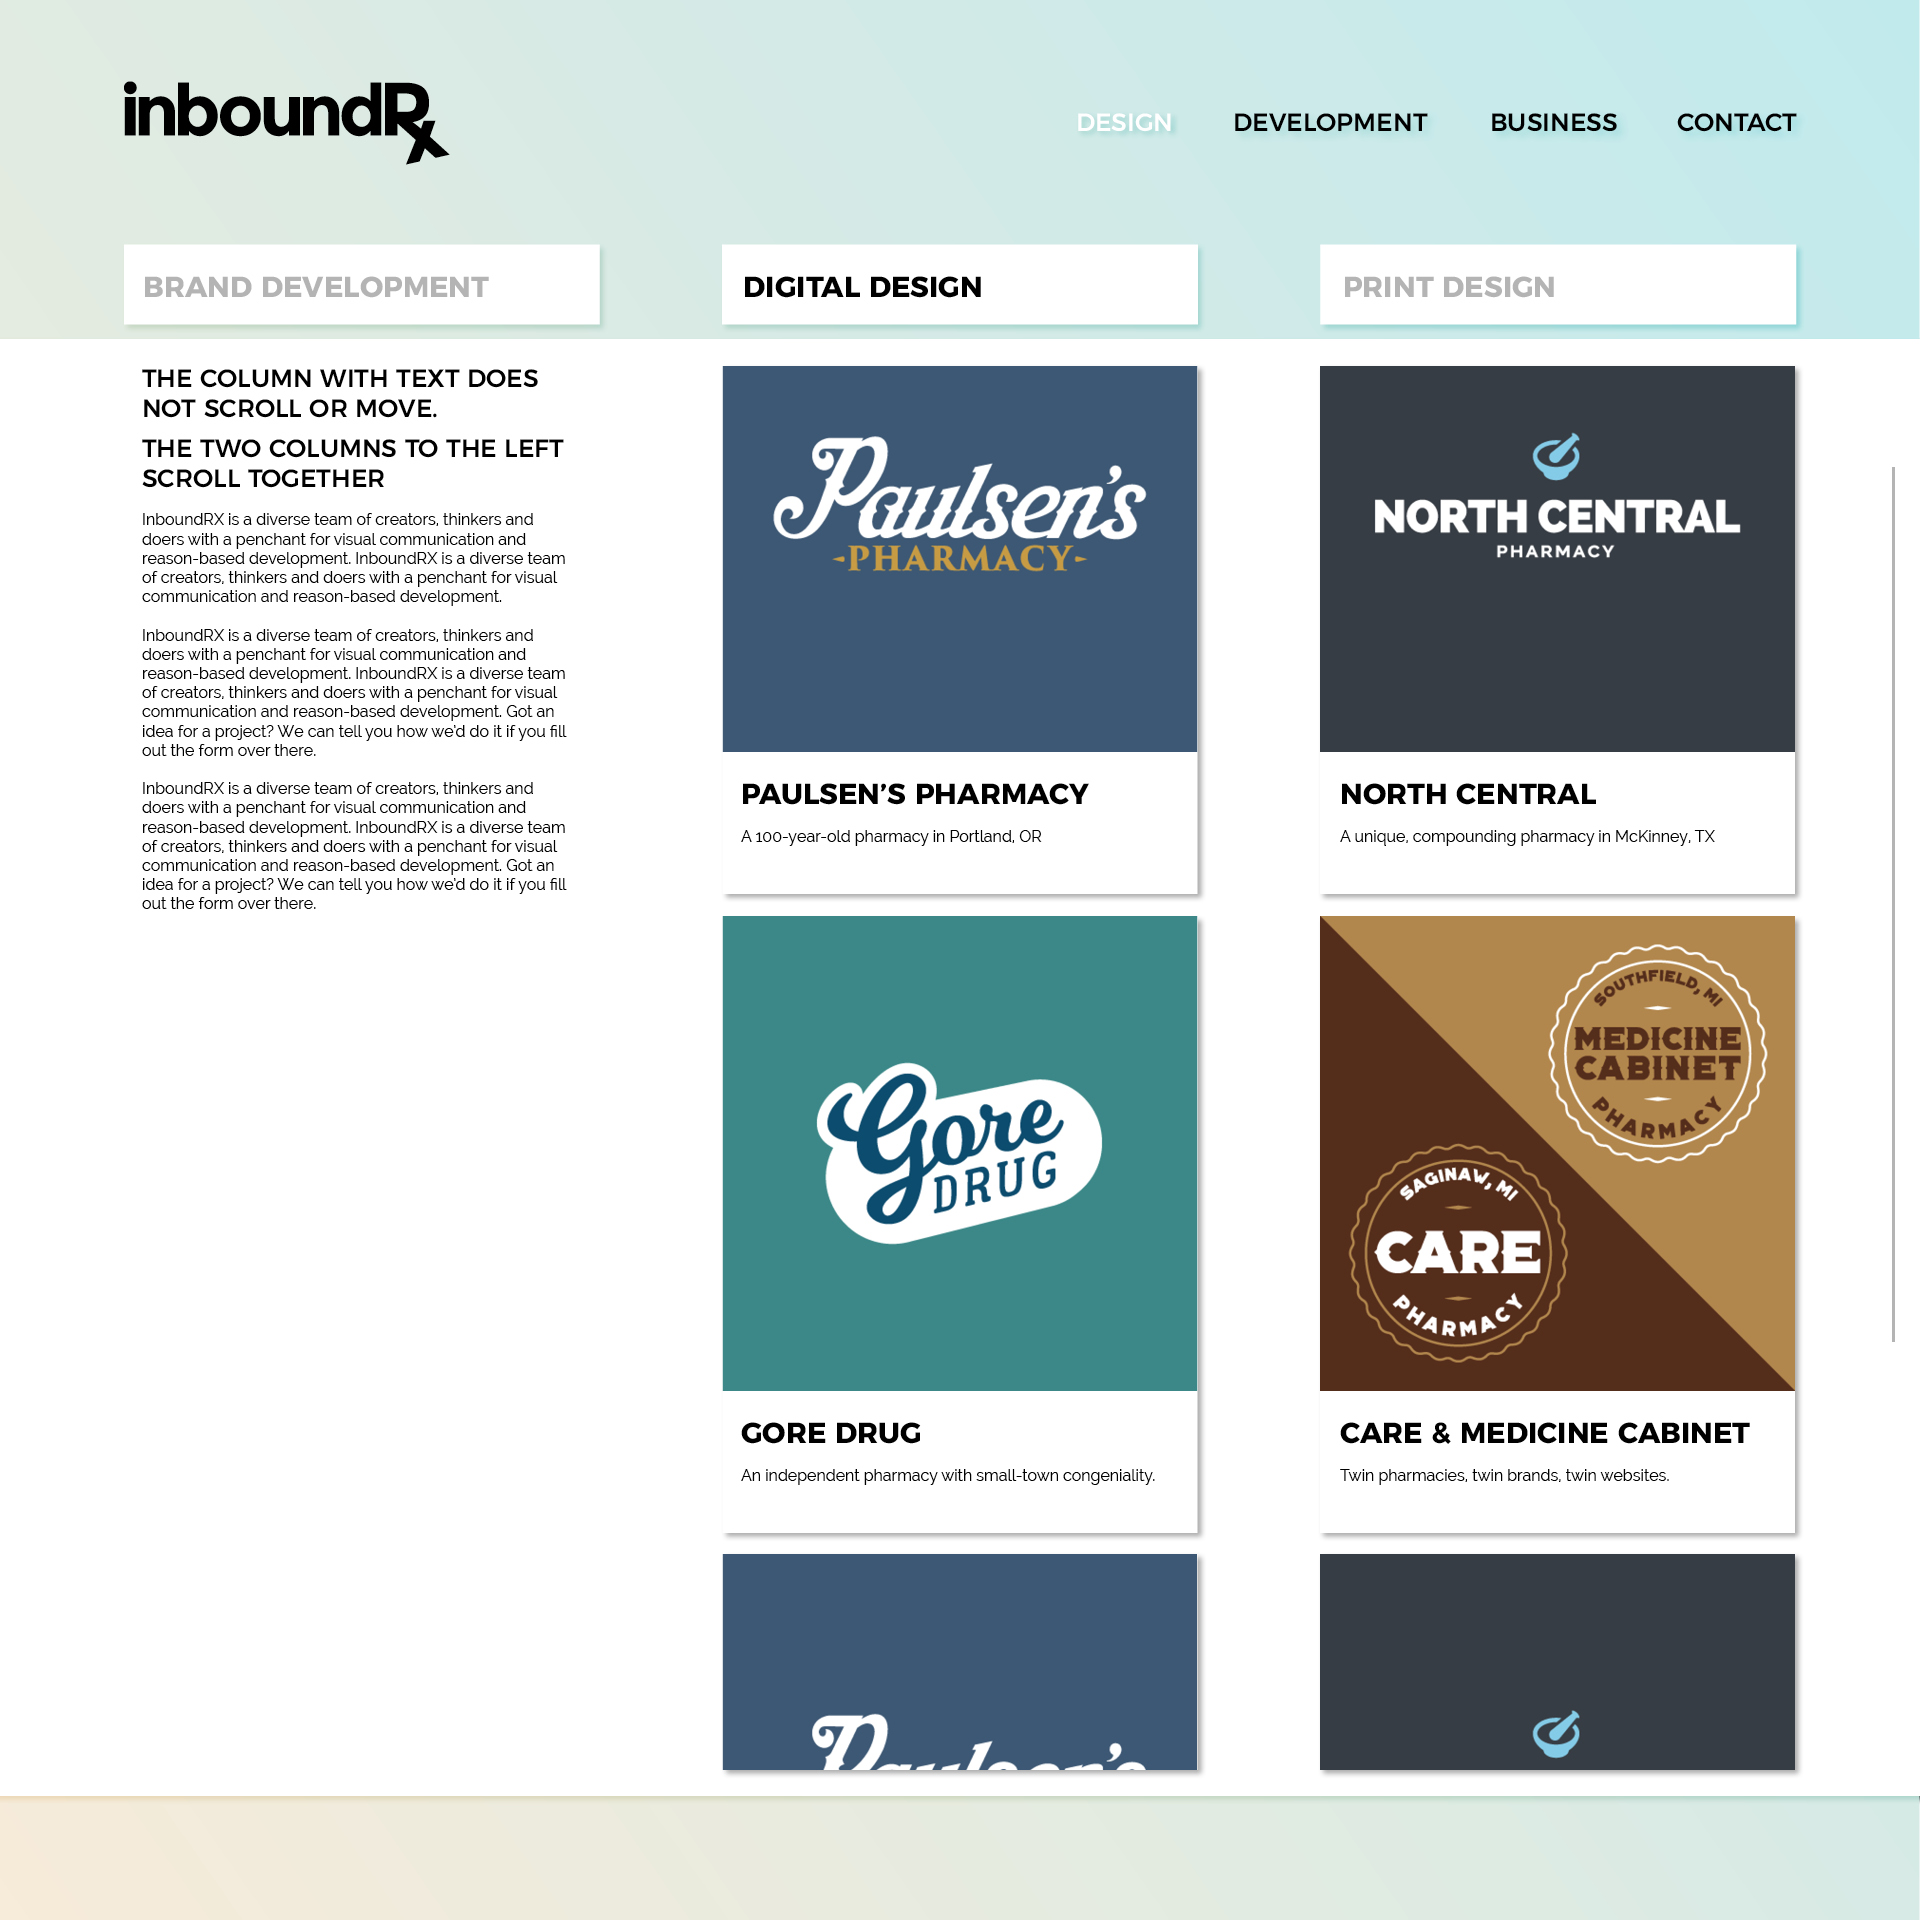 inboundRx
DESIGN DEVELOPMENT BUSINESS CONTACT
BRAND DEVELOPMENT
DIGITAL DESIGN
PRINT DESIGN
THE COLUMN WITH TEXT DOES
NOT SCROLL OR MOVE.
THE TWO COLUMNS TO THE LEFT
SCROLL TOGETHER
InboundRX is a diverse team of creators, thinkers and
doers with a penchant for visual communication and
reason-based development. InboundRX is a diverse team
of creators, thinkers and doers with a penchant for visual
communication and reason-based development.
InboundRX is a diverse team of creators, thinkers and
doers with a penchant for visual communication and
reason-based development. InboundRX is a diverse team
of creators, thinkers and doers with a penchant for visual
communication and reason-based development. Got an
idea for a project? We can tell you how we'd do it if you fill
out the form over there.
InboundRX is a diverse team of creators, thinkers and
doers with a penchant for visual communication and
reason-based development. InboundRX is a diverse team
of creators, thinkers and doers with a penchant for visual
communication and reason-based development. Got an
idea for a project? We can tell you how we'd do it if you fill
out the form over there.
Paulsen's
-PHARMACY-
PAULSEN’S PHARMACY
A 100-year-old pharmacy in Portland, OR
NORTH CENTRAL
PHARMACY
NORTH CENTRAL
A unique, compounding pharmacy in McKinney, TX
Gore
DRUG
GORE DRUG
An independent pharmacy with small-town congeniality.
SOUTHFIELD, MI
MEDICINE
CABINET
PHARMACY
SAGINAW, MI
CARE
PHARMACY
CARE & MEDICINE CABINET
Twin pharmacies, twin brands, twin websites.
Paulsen's